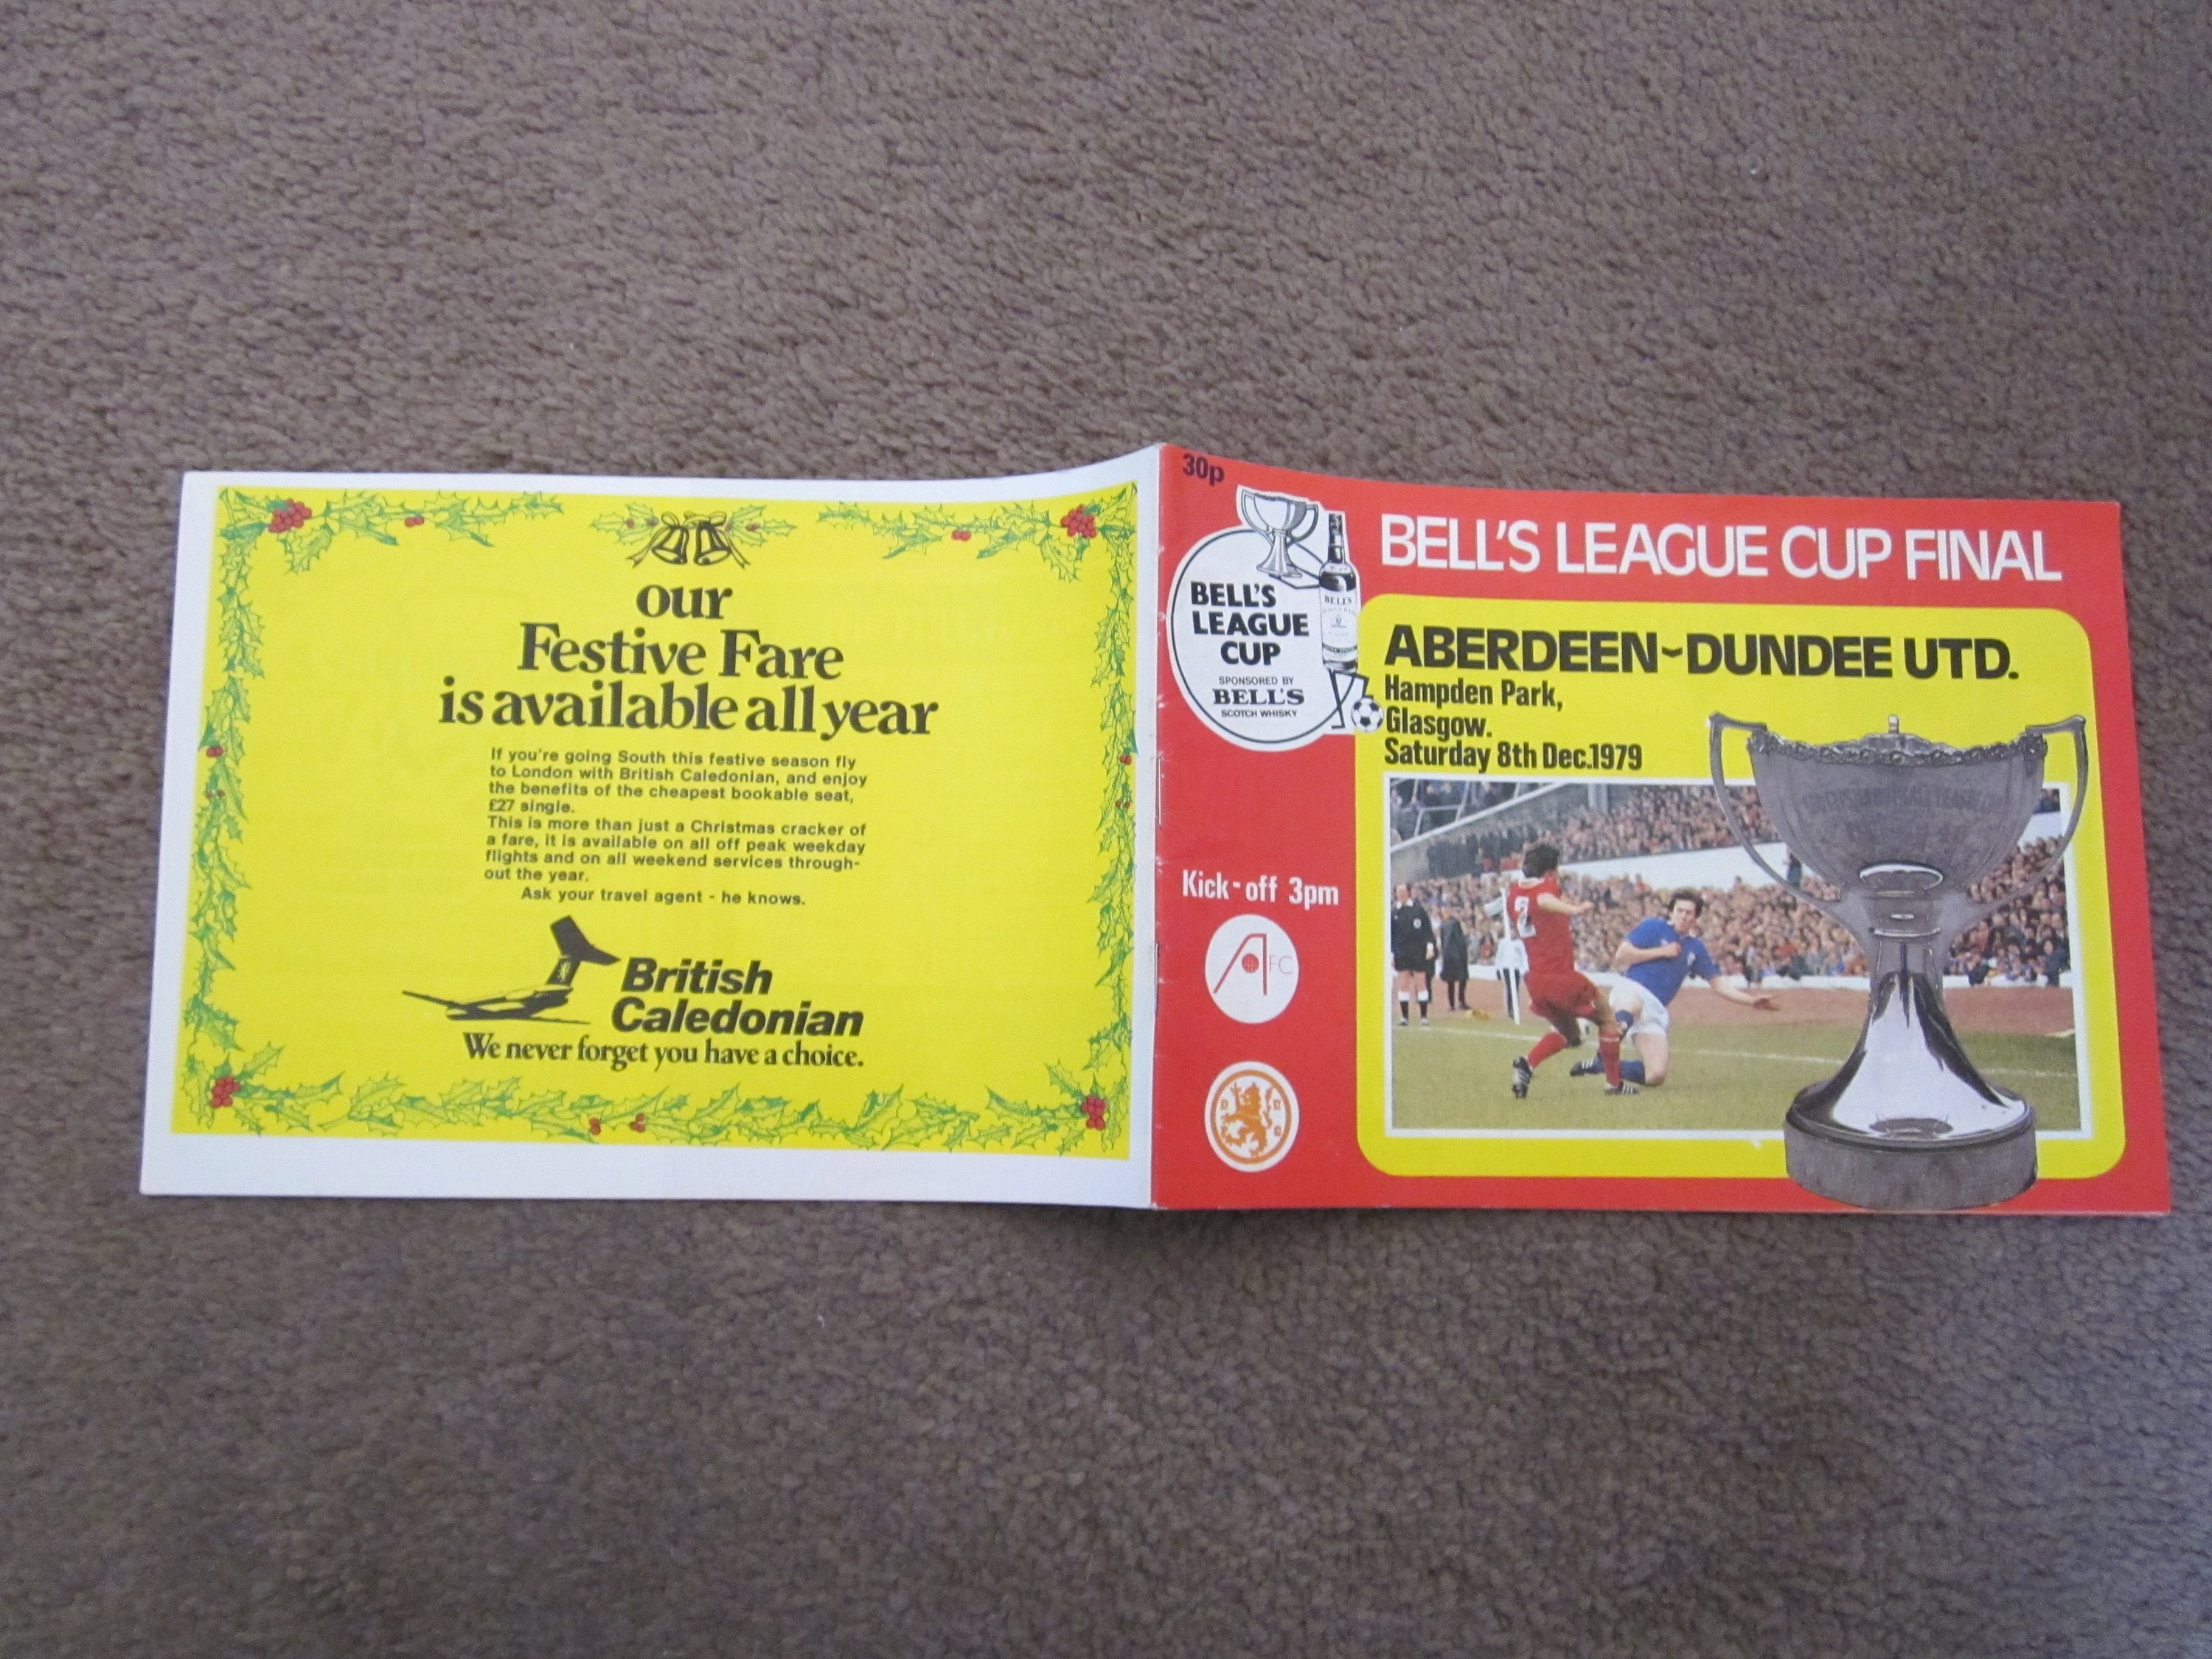 our
Festive Fare
is available all year
If you're going South this festive season fly
to London with British Caledonian, and enjoy
the benefits of the cheapest bookable seat,
£27 single.
This is more than just a Christmas cracker of
a fare, it is available on all off peak weekday
flights and on all weekend services through-
out the year.
Ask your travel agent - he knows.
British
Caledonian
We never forget you have a choice.
30p
BELL'S LEAGUE CUP FINAL
BELL'S
LEAGUE
CUP
SPONSORED BY
BELL'S
SCOTCH WHISKY
BELL'S
ABERDEEN~DUNDEE UTD.
Hampden Park,
Glasgow.
Saturday 8th Dec.1979
Kick-off 3pm
AFC
2